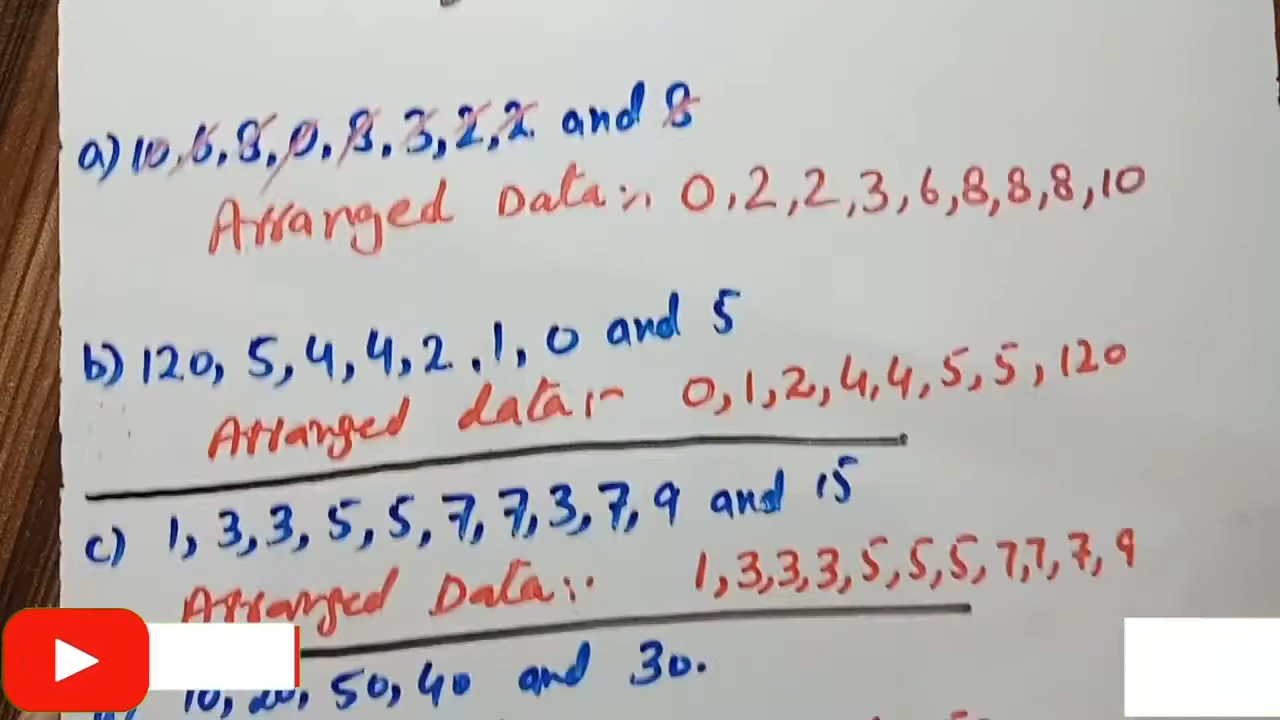 a) 10, 6, 8, 0, 8, 3, 2, 2 and 8
Arranged Data:. 0, 2, 2, 3, 6, 8, 8, 8, 10
b) 120, 5, 4, 4, 2, 1, 0 and 5
Arranged data:- 0, 1, 2, 4, 4, 5, 5, 120
c) 1, 3, 3, 5, 5, 7, 7, 3, 7, 9 and 15
Arranged Data:. 1, 3, 3, 3, 5, 5, 5, 7, 7, 7, 9
10, 20, 50, 40 and 30.